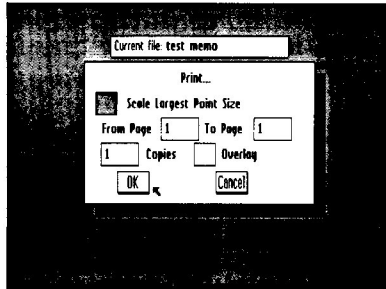 Current file: test memo
Print...
Scale Largest Point Size
From Page 1 To Page 1
1 Copies Overlay
OK Cancel